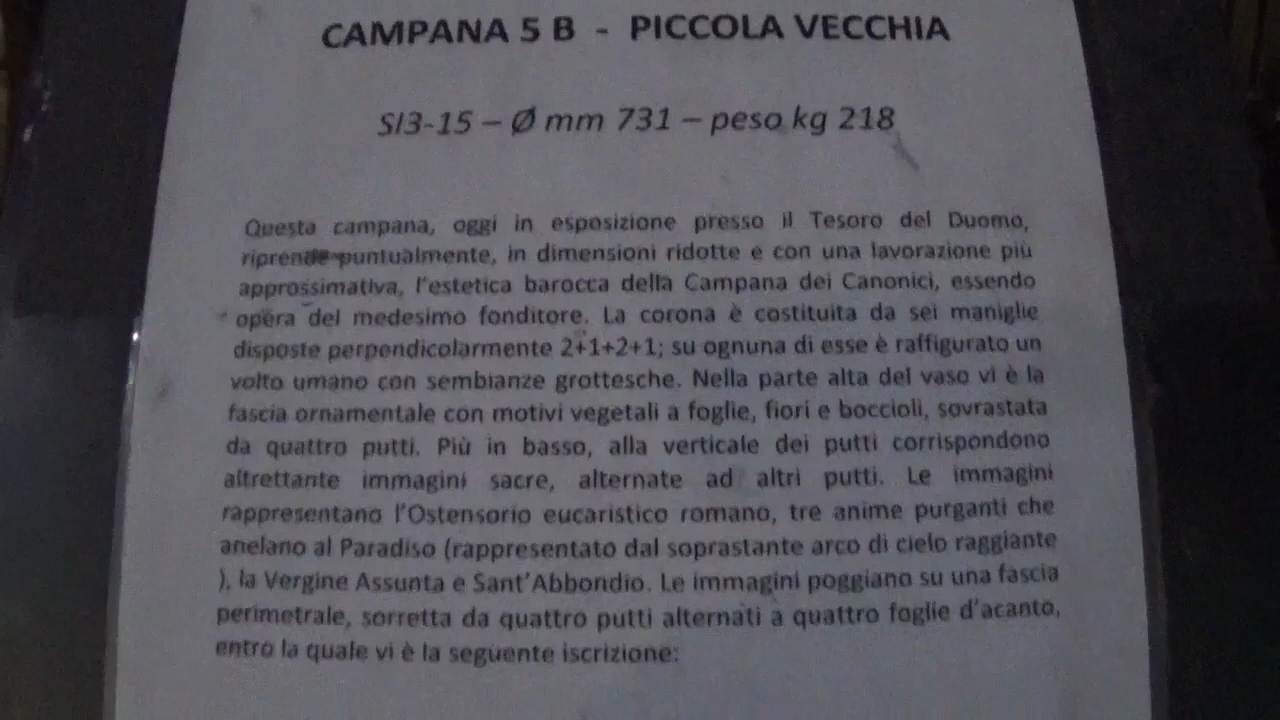 CAMPANA 5 B - PICCOLA VECCHIA
SI3-15 – Ø mm 731 – peso kg 218
Questa campana, oggi in esposizione presso il Tesoro del Duomo,
riprende puntualmente, in dimensioni ridotte e con una lavorazione più
approssimativa, l'estetica barocca della Campana dei Canonici, essendo
opera del medesimo fonditore. La corona è costituita da sei maniglie
disposte perpendicolarmente 2+1+2+1; su ognuna di esse è raffigurato un
volto umano con sembianze grottesche. Nella parte alta del vaso vi è la
fascia ornamentale con motivi vegetali a foglie, fiori e boccioli, sovrastata
da quattro putti. Più in basso, alla verticale dei putti corrispondono
altrettante immagini sacre, alternate ad altri putti. Le immagini
rappresentano l'Ostensorio eucaristico romano, tre anime purganti che
anelano al Paradiso (rappresentato dal soprastante arco di cielo raggiante
), la Vergine Assunta e Sant'Abbondio. Le immagini poggiano su una fascia
perimetrale, sorretta da quattro putti alternati a quattro foglie d'acanto,
entro la quale vi è la seguente iscrizione: